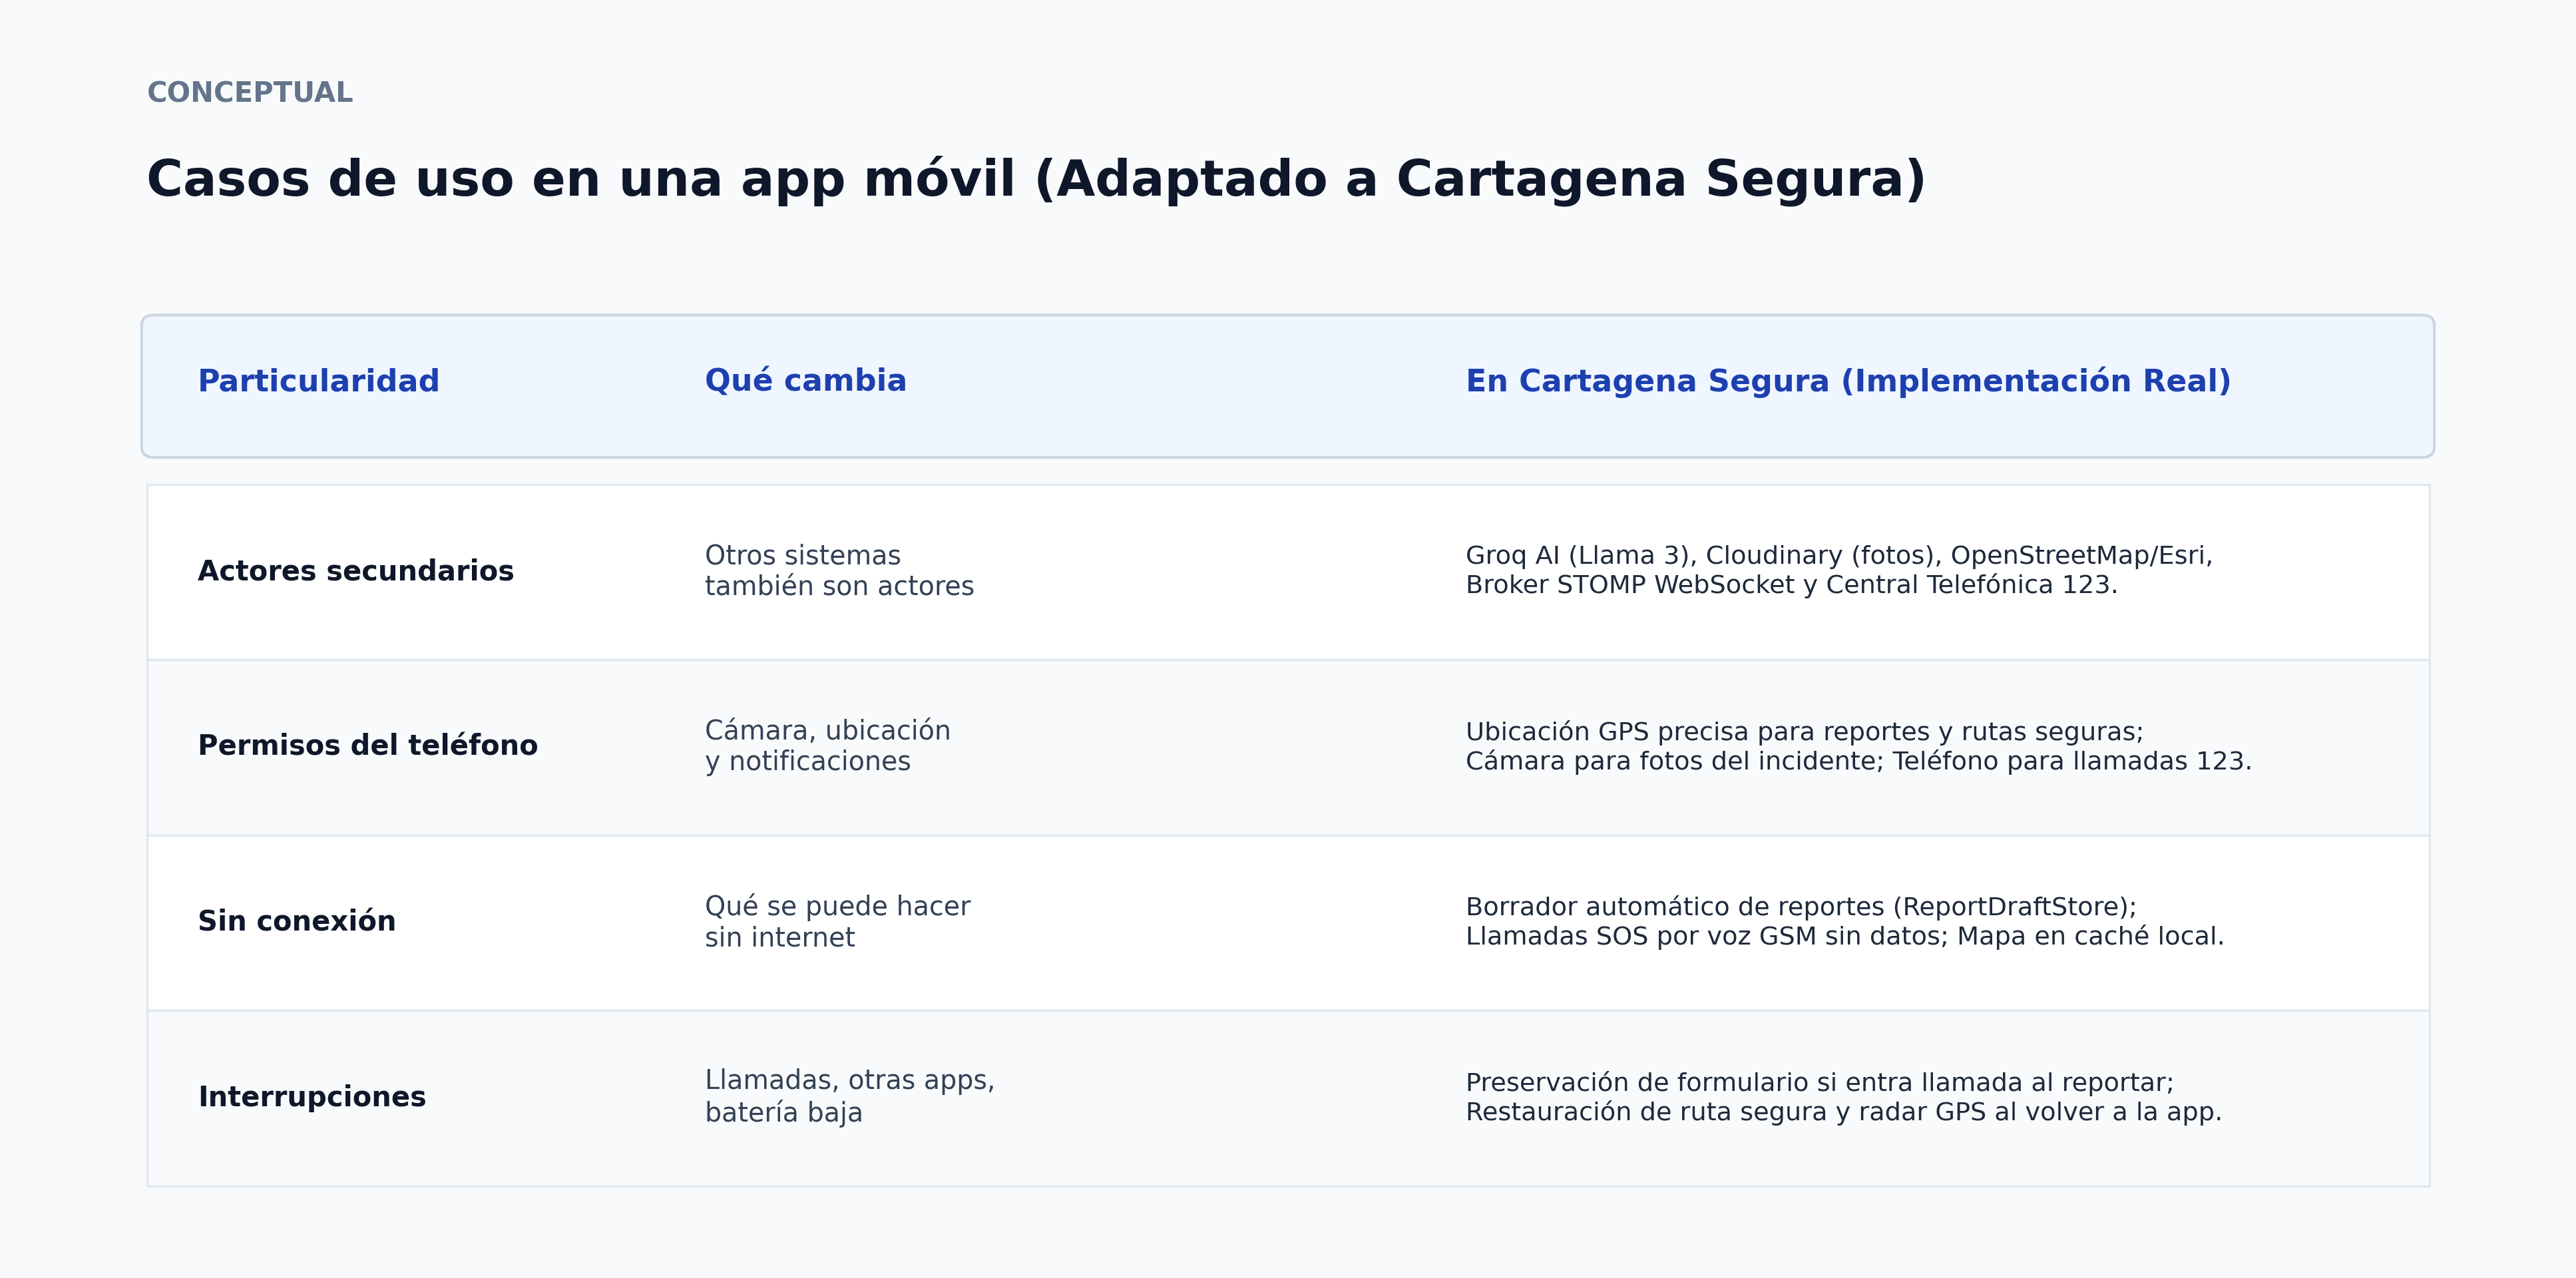 CONCEPTUAL
Casos de uso en una app móvil (Adaptado a Cartagena Segura)
Particularidad
Qué cambia
En Cartagena Segura (Implementación Real)
Actores secundarios
Otros sistemas
también son actores
Groq AI (Llama 3), Cloudinary (fotos), OpenStreetMap/Esri,
Broker STOMP WebSocket y Central Telefónica 123.
Permisos del teléfono
Cámara, ubicación
y notificaciones
Ubicación GPS precisa para reportes y rutas seguras;
Cámara para fotos del incidente; Teléfono para llamadas 123.
Sin conexión
Qué se puede hacer
sin internet
Borrador automático de reportes (ReportDraftStore);
Llamadas SOS por voz GSM sin datos; Mapa en caché local.
Interrupciones
Llamadas, otras apps,
batería baja
Preservación de formulario si entra llamada al reportar;
Restauración de ruta segura y radar GPS al volver a la app.